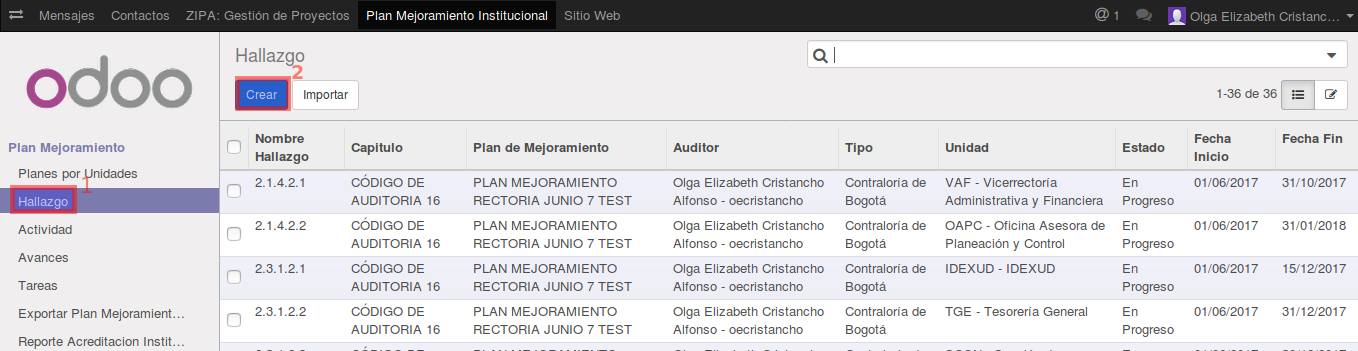 Mensajes Contactos ZIPA: Gestión de Proyectos Plan Mejoramiento Institucional Sitio Web @ 1 Olga Elizabeth Cristanc...
odoo
Hallazgo
2
Crear Importar
1-36 de 36
Plan Mejoramiento
Planes por Unidades
1
Hallazgo
Actividad
Avances
Tareas
Exportar Plan Mejoramient...
Reporte Acreditacion Instit...
Nombre Hallazgo Capitulo Plan de Mejoramiento Auditor Tipo Unidad Estado Fecha Inicio Fecha Fin
2.1.4.2.1 CÓDIGO DE PLAN MEJORAMIENTO Olga Elizabeth Cristancho Contraloría de VAF - Vicerrectoría En 01/06/2017 31/10/2017
AUDITORIA 16 RECTORIA JUNIO 7 TEST Alfonso - oecristancho Bogotá Administrativa y Financiera Progreso
2.1.4.2.2 CÓDIGO DE PLAN MEJORAMIENTO Olga Elizabeth Cristancho Contraloría de OAPC - Oficina Asesora de En 01/06/2017 31/01/2018
AUDITORIA 16 RECTORIA JUNIO 7 TEST Alfonso - oecristancho Bogotá Planeación y Control Progreso
2.3.1.2.1 CÓDIGO DE PLAN MEJORAMIENTO Olga Elizabeth Cristancho Contraloría de IDEXUD - IDEXUD En 01/06/2017 15/12/2017
AUDITORIA 16 RECTORIA JUNIO 7 TEST Alfonso - oecristancho Bogotá Progreso
2.3.1.2.2 CÓDIGO DE PLAN MEJORAMIENTO Olga Elizabeth Cristancho Contraloría de TGE - Tesorería General En 01/06/2017 31/12/2017
AUDITORIA 16 RECTORIA JUNIO 7 TEST Alfonso - oecristancho Bogotá Progreso